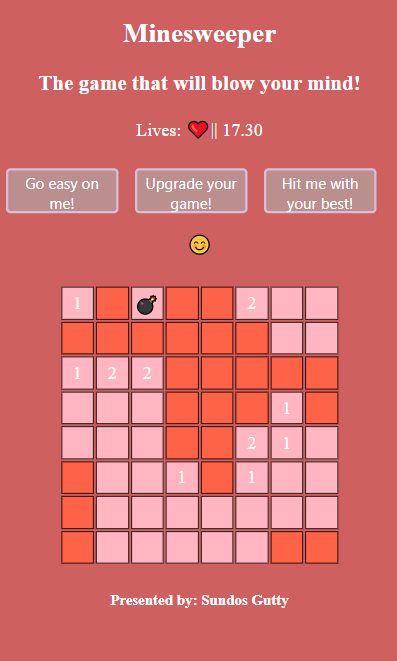 Minesweeper
The game that will blow your mind!
Lives: ❤️|| 17.30
Go easy on
me!
Upgrade your
game!
Hit me with
your best!
1 2
1 2 2
1
2 1
1 1
Presented by: Sundos Gutty